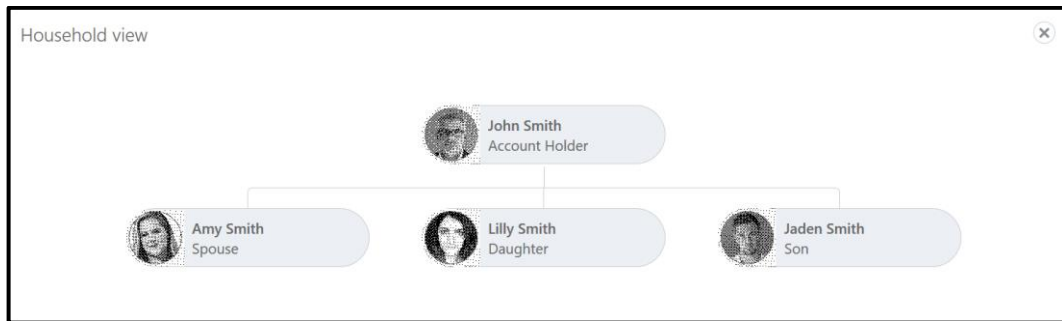 Household view
John Smith
Account Holder
Amy Smith
Spouse
Lilly Smith
Daughter
Jaden Smith
Son